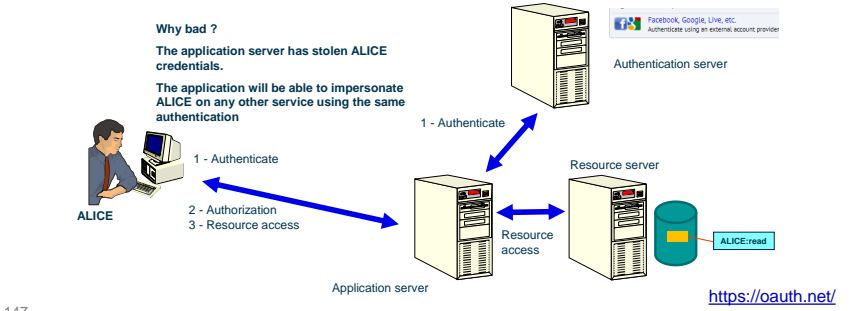 Why bad ?
The application server has stolen ALICE
credentials.
The application will be able to impersonate
ALICE on any other service using the same
authentication
Facebook, Google, Live, etc.
Authenticate using an external account provider
Authentication server
1 - Authenticate
1 - Authenticate
Resource server
ALICE
2 - Authorization
3 - Resource access
Resource
access
ALICE:read
Application server
https://oauth.net/